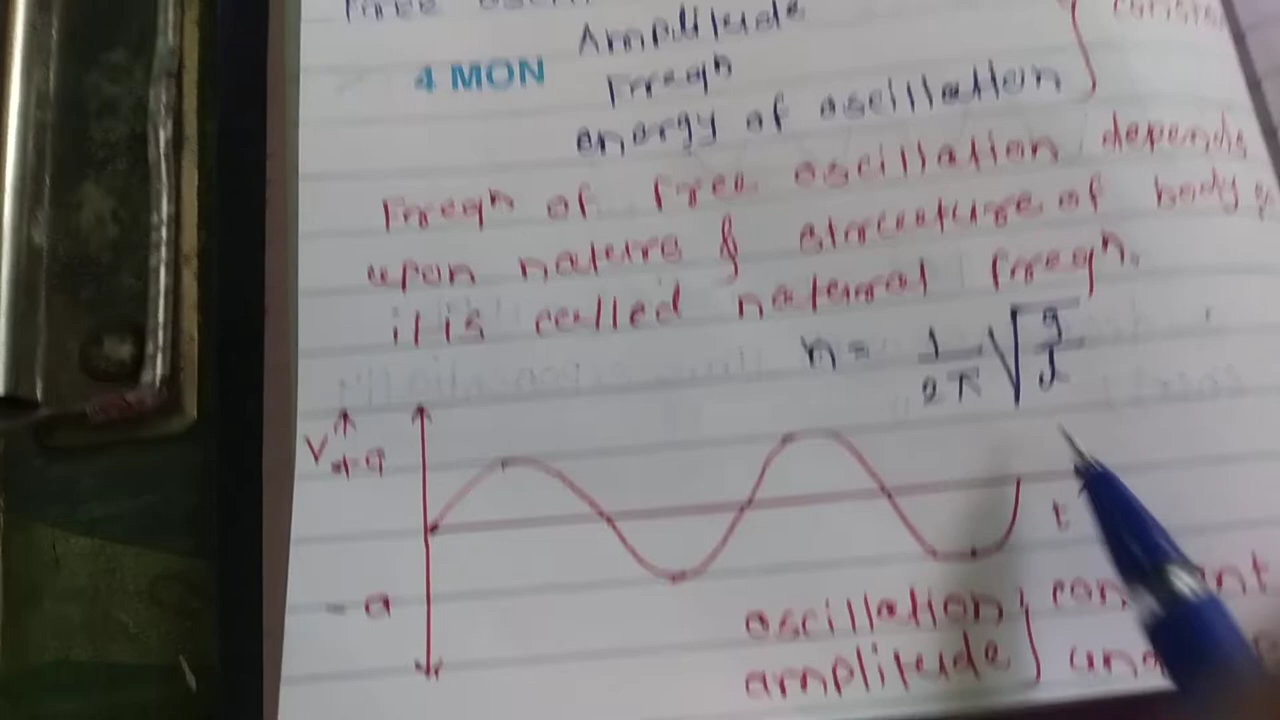 Free
Amplitude
4 MON
Freqn
energy of oscillation
Freqn of free oscillation depends
upon nature & structure of body &
it is called natural freqn.
n = 1/2π √g/l
V
+a
t
- a
oscillation
amplitude